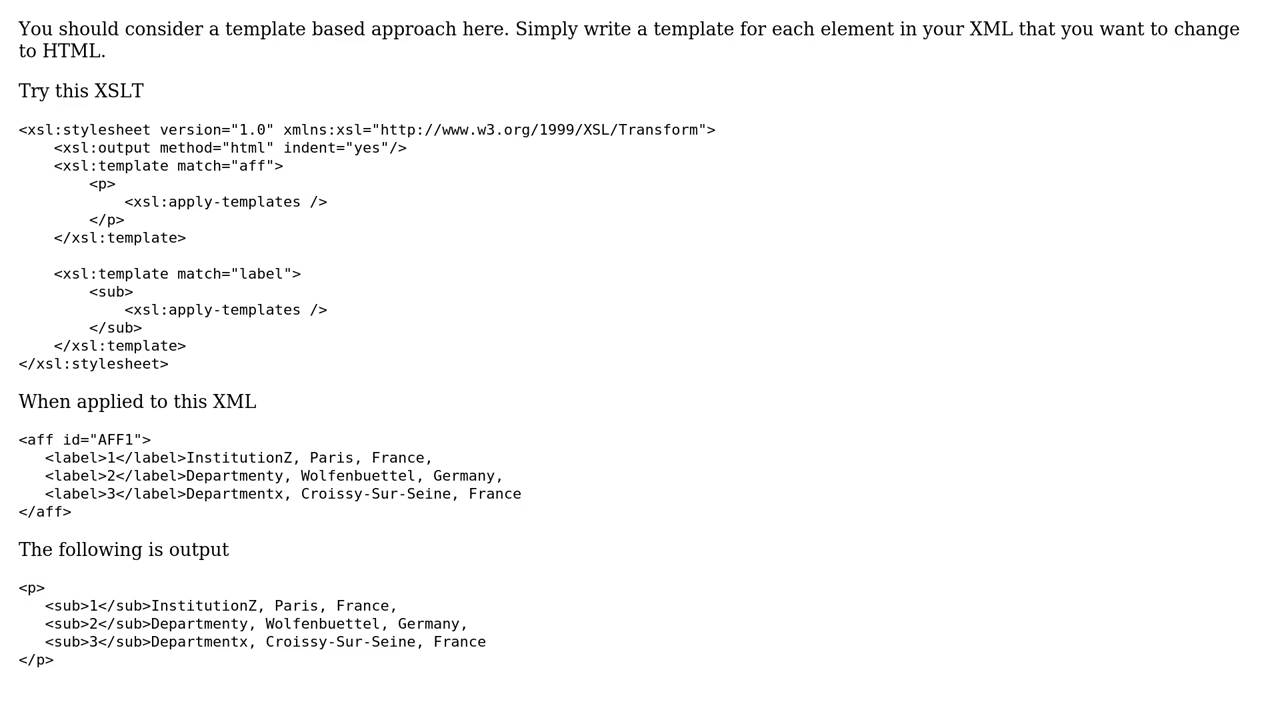 You should consider a template based approach here. Simply write a template for each element in your XML that you want to change
to HTML.
Try this XSLT
<xsl:stylesheet version="1.0" xmlns:xsl="http://www.w3.org/1999/XSL/Transform">
    <xsl:output method="html" indent="yes"/>
    <xsl:template match="aff">
        <p>
            <xsl:apply-templates />
        </p>
    </xsl:template>

    <xsl:template match="label">
        <sub>
            <xsl:apply-templates />
        </sub>
    </xsl:template>
</xsl:stylesheet>
When applied to this XML
<aff id="AFF1">
   <label>1</label>InstitutionZ, Paris, France,
   <label>2</label>Departmenty, Wolfenbuettel, Germany,
   <label>3</label>Departmentx, Croissy-Sur-Seine, France
</aff>
The following is output
<p>
   <sub>1</sub>InstitutionZ, Paris, France,
   <sub>2</sub>Departmenty, Wolfenbuettel, Germany,
   <sub>3</sub>Departmentx, Croissy-Sur-Seine, France
</p>